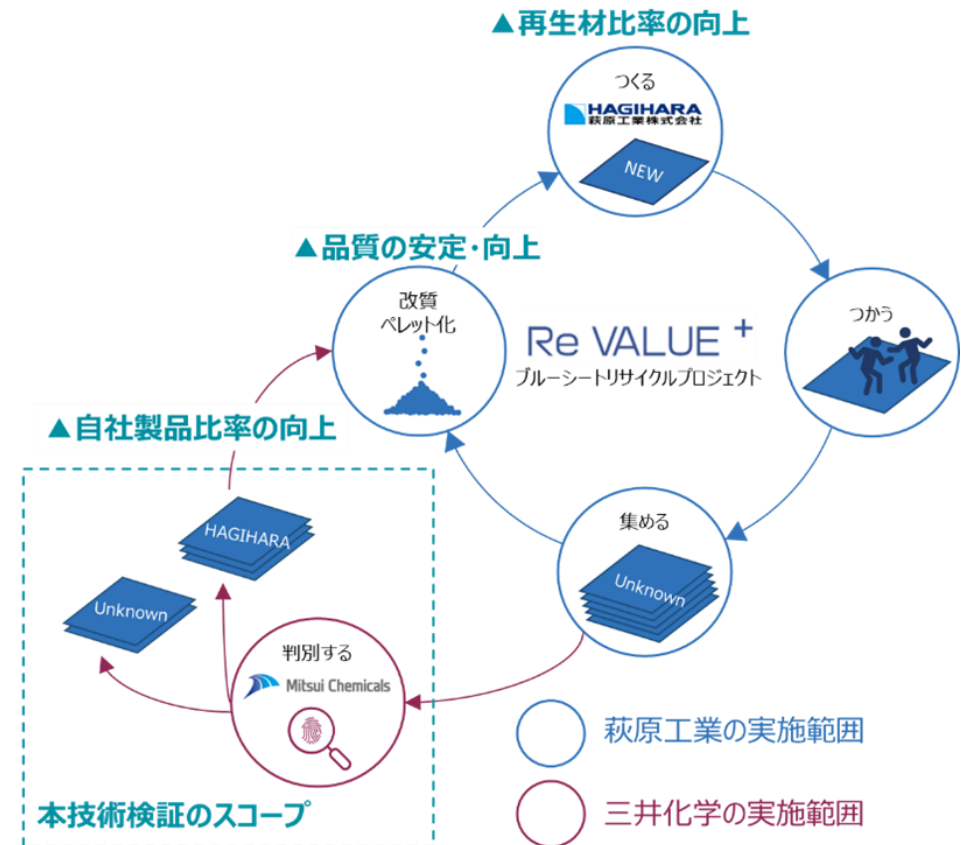 ▲再生材比率の向上
つくる
HAGIHARA
萩原工業株式会社
NEW
▲品質の安定・向上
改質
ペレット化
Re VALUE +
ブルーシートリサイクルプロジェクト
つかう
▲自社製品比率の向上
HAGIHARA
Unknown
集める
Unknown
判別する
Mitsui Chemicals
本技術検証のスコープ
萩原工業の実施範囲
三井化学の実施範囲